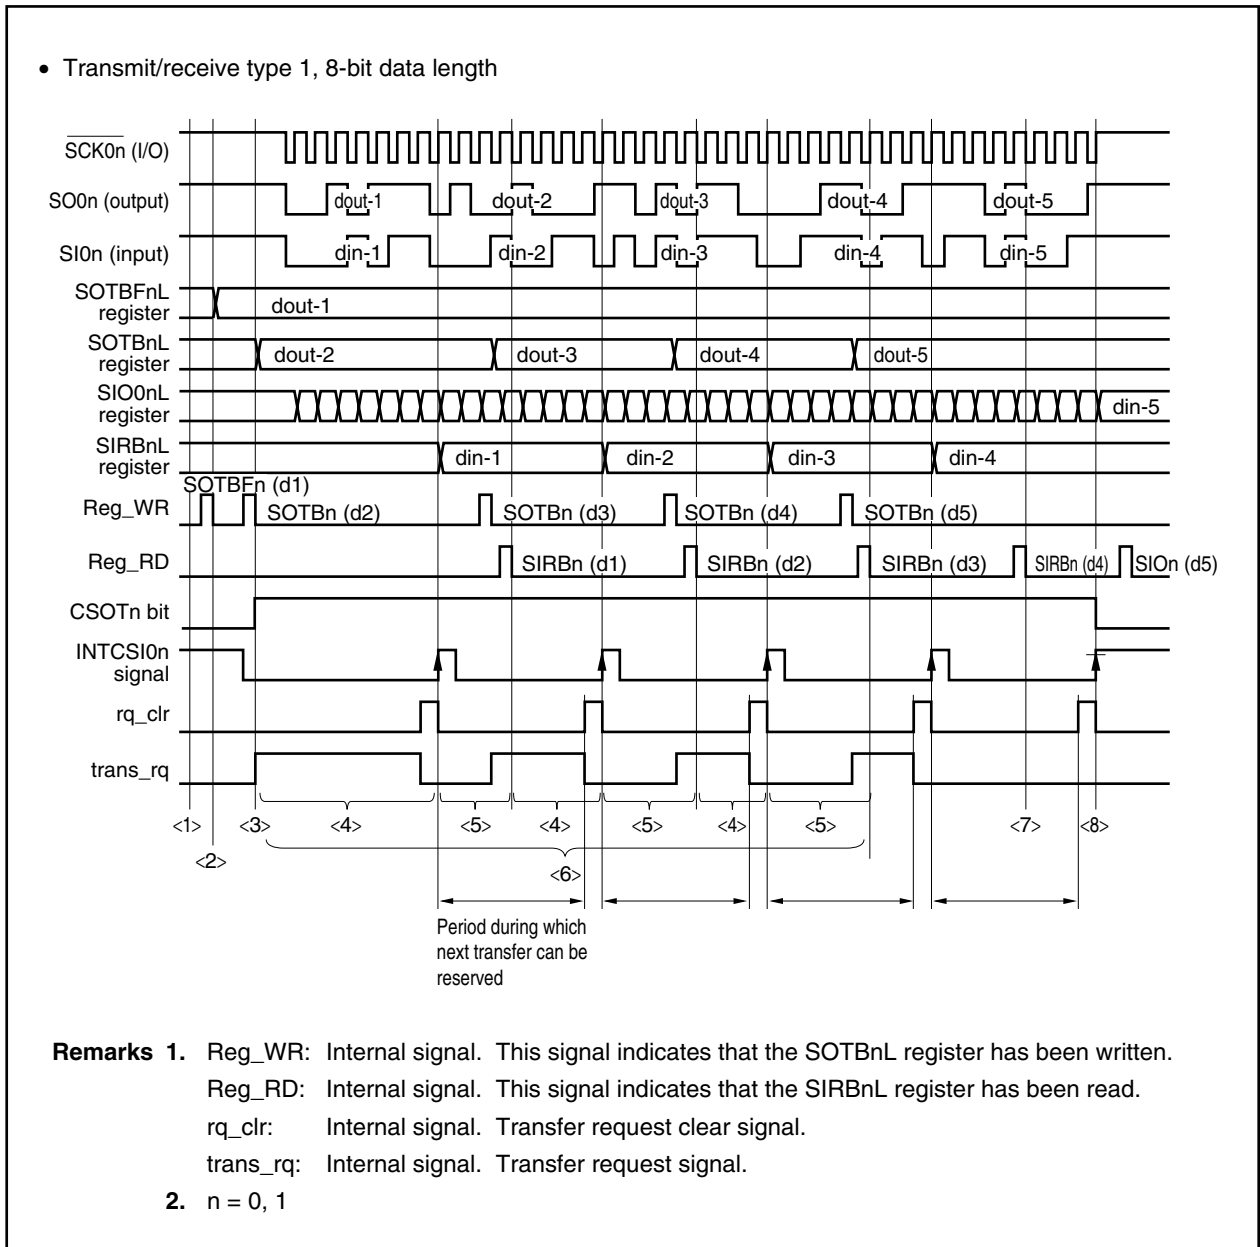 • Transmit/receive type 1, 8-bit data length
SCK0n (I/O)
SO0n (output)
dout-1 dout-2 dout-3 dout-4 dout-5
SI0n (input)
din-1 din-2 din-3 din-4 din-5
SOTBFnL
register
dout-1
SOTBnL
register
dout-2 dout-3 dout-4 dout-5
SIO0nL
register
din-5
SIRBnL
register
din-1 din-2 din-3 din-4
SOTBFn (d1)
Reg_WR
SOTBn (d2) SOTBn (d3) SOTBn (d4) SOTBn (d5)
Reg_RD
SIRBn (d1) SIRBn (d2) SIRBn (d3) SIRBn (d4) SIOn (d5)
CSOTn bit
INTCSI0n
signal
rq_clr
trans_rq
<1> <3> <4> <5> <4> <5> <4> <5> <7> <8>
<2>
<6>
Period during which
next transfer can be
reserved
Remarks 1. Reg_WR: Internal signal. This signal indicates that the SOTBnL register has been written.
Reg_RD: Internal signal. This signal indicates that the SIRBnL register has been read.
rq_clr: Internal signal. Transfer request clear signal.
trans_rq: Internal signal. Transfer request signal.
2. n = 0, 1